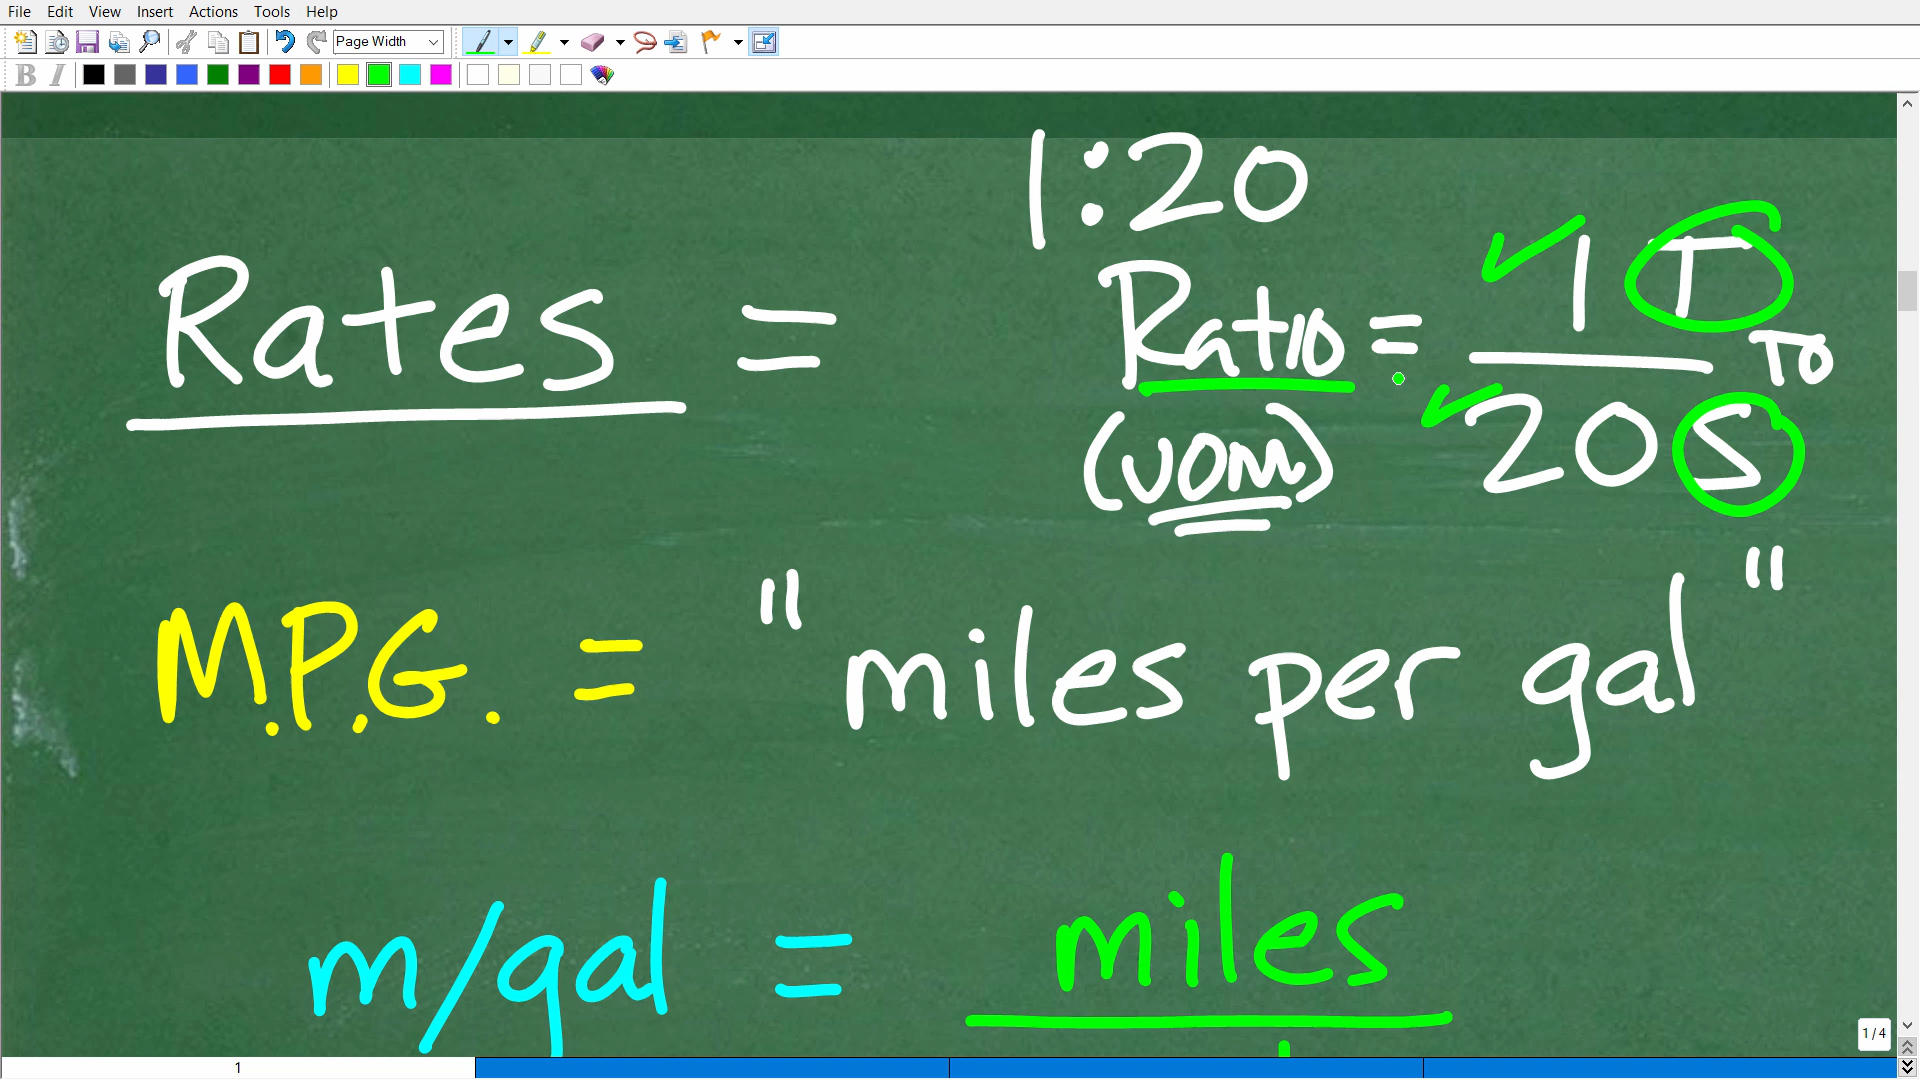 File Edit View Insert Actions Tools Help
Page Width
B I
1:20
Rates = Ratio = 1 T
TO
20 S
(UOM)
M.P.G. = "miles per gal"
m/gal = miles
1 / 4
1